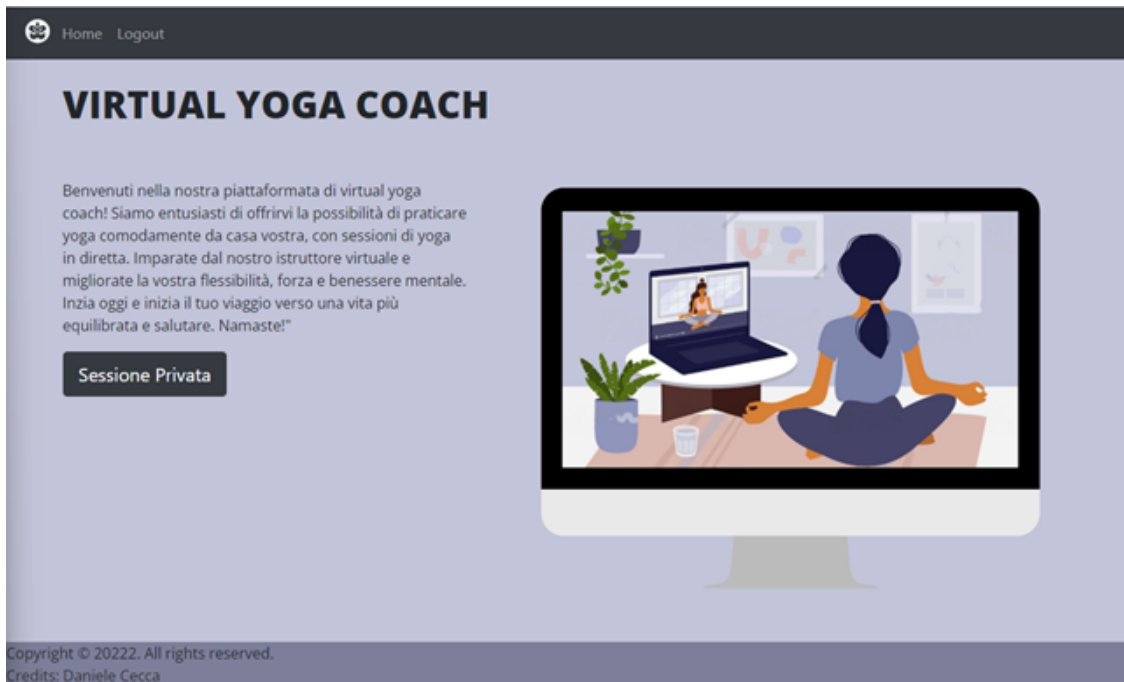 Home Logout
VIRTUAL YOGA COACH
Benvenuti nella nostra piattaformata di virtual yoga
coach! Siamo entusiasti di offrirvi la possibilità di praticare
yoga comodamente da casa vostra, con sessioni di yoga
in diretta. Imparate dal nostro istruttore virtuale e
migliorate la vostra flessibilità, forza e benessere mentale.
Inzia oggi e inizia il tuo viaggio verso una vita più
equilibrata e salutare. Namaste!"
Sessione Privata
Copyright © 20222. All rights reserved.
Credits: Daniele Cecca